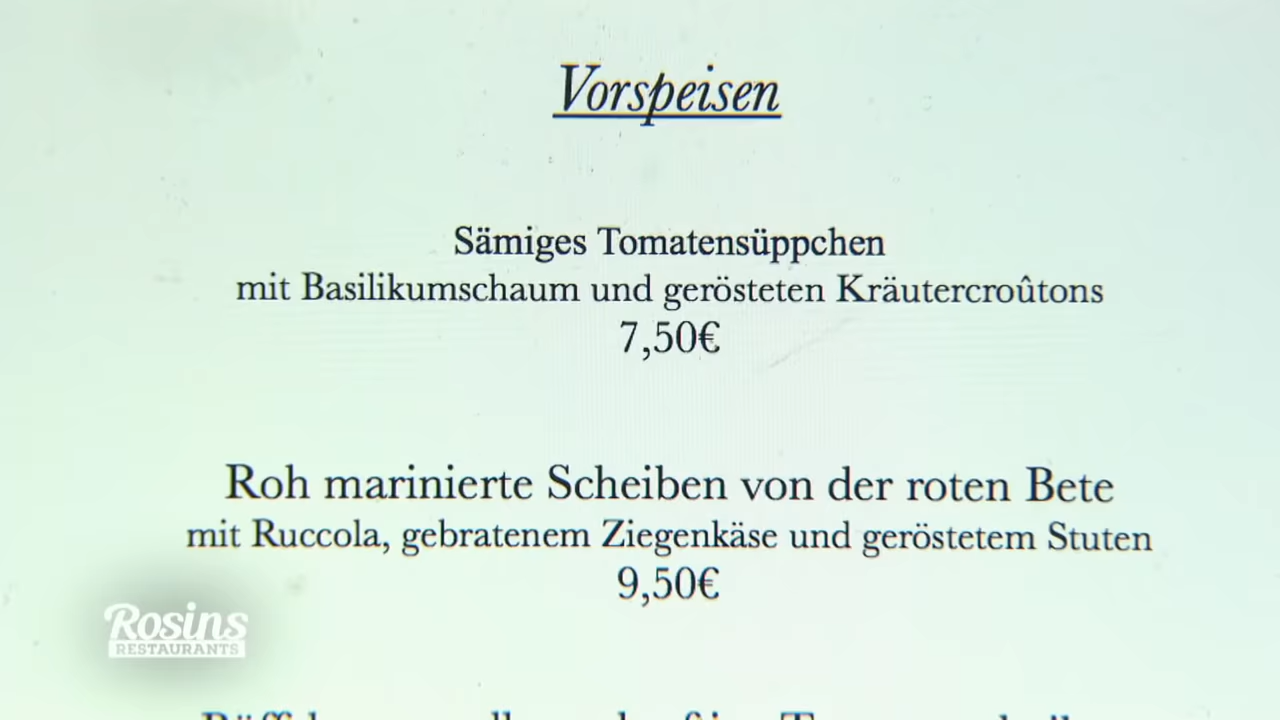 Vorspeisen
Sämiges Tomatensüppchen
mit Basilikumschaum und gerösteten Kräutercroûtons
7,50€
Roh marinierte Scheiben von der roten Bete
mit Ruccola, gebratenem Ziegenkäse und geröstetem Stuten
9,50€
Rosins
RESTAURANTS